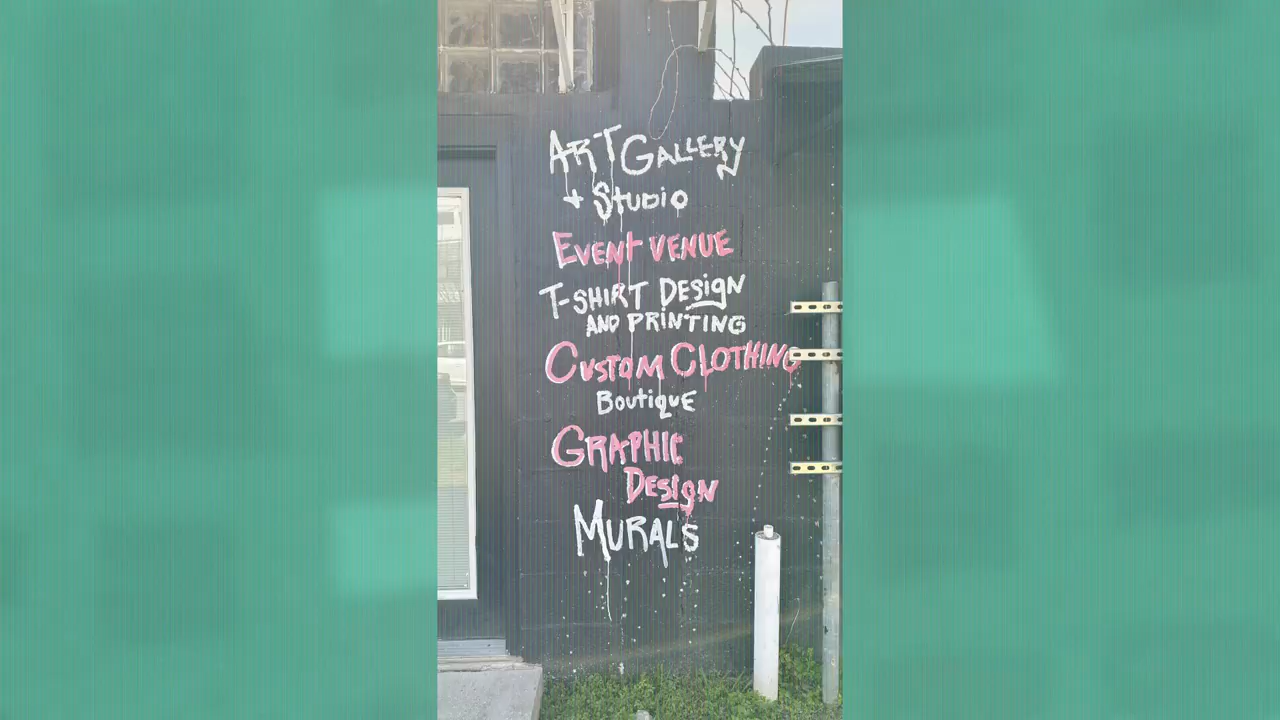 ART GALLERY
+ STUDIO
EVENT VENUE
T-SHIRT DESIGN
AND PRINTING
CUSTOM CLOTHING
BOUTIQUE
GRAPHIC
DESIGN
MURALS